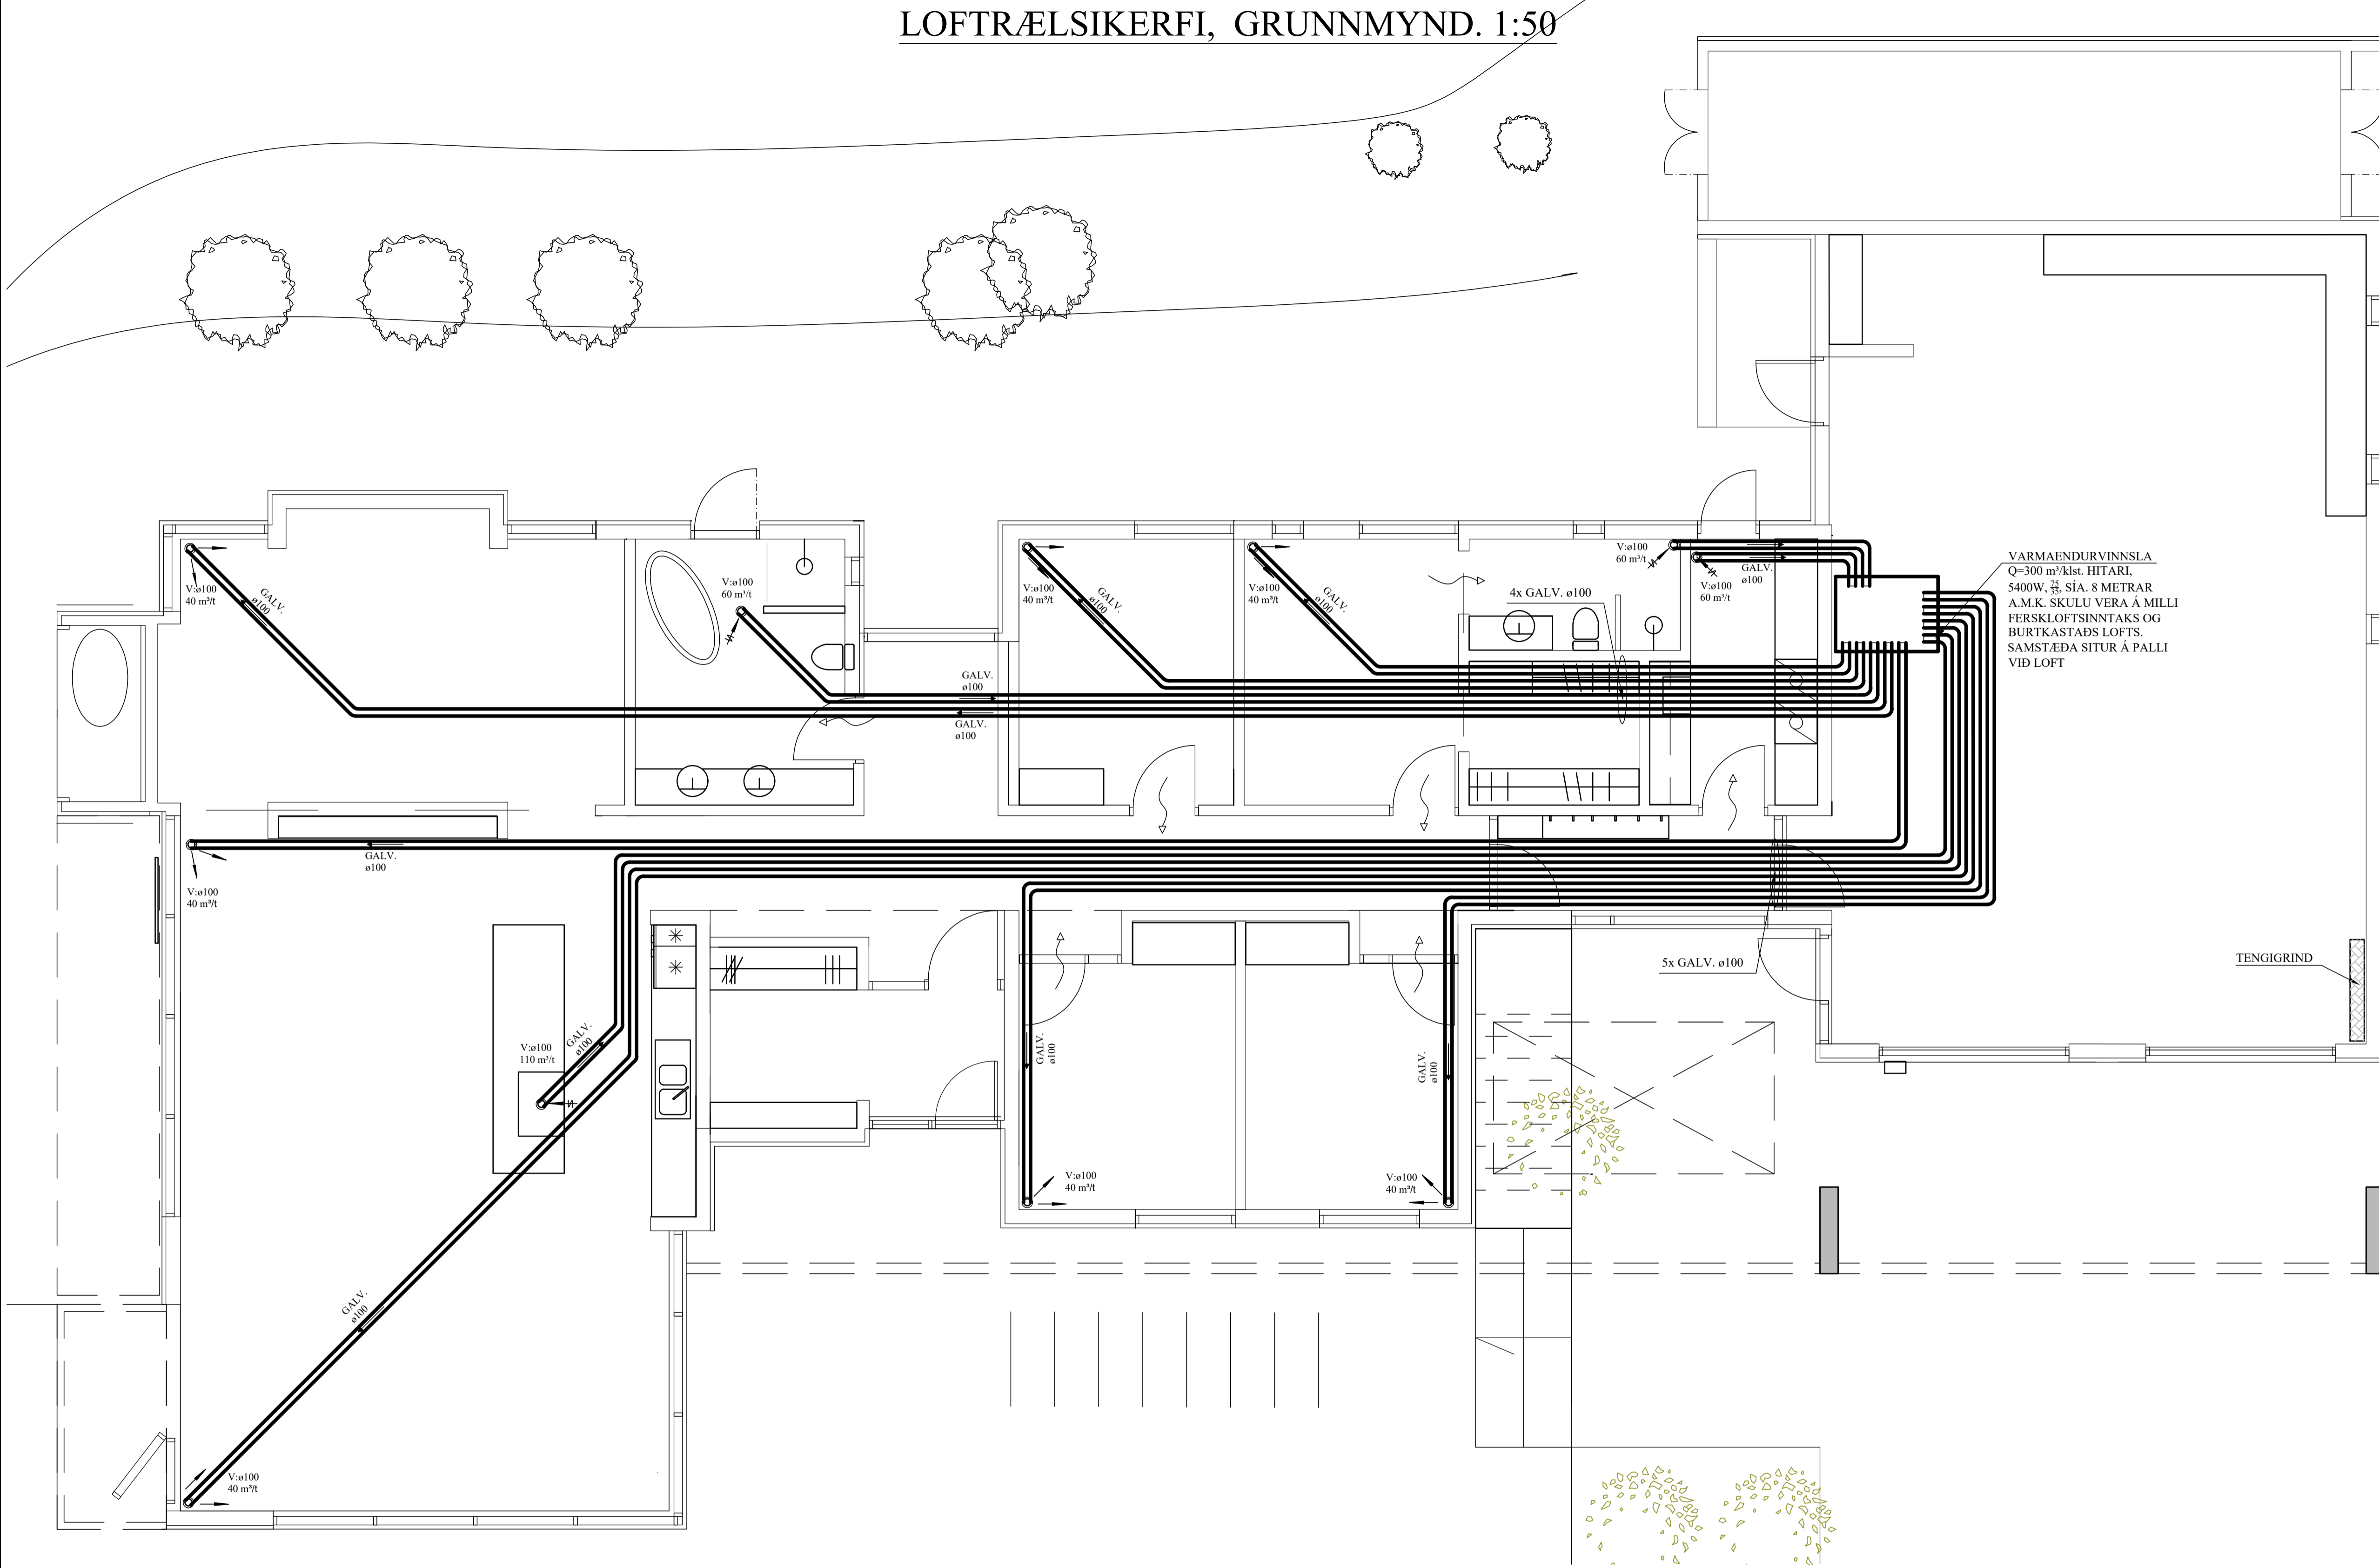 LOFTRÆLSIKERFI, GRUNNMYND. 1:50
V:ø100
40 m³/t
GALV.
ø100
V:ø100
60 m³/t
V:ø100
40 m³/t
GALV.
ø100
V:ø100
40 m³/t
GALV.
ø100
4x GALV. ø100
V:ø100
60 m³/t
GALV.
ø100
V:ø100
60 m³/t
VARMAENDURVINNSLA
Q=300 m³/klst. HITARI,
5400W, 75/35, SÍA. 8 METRAR
A.M.K. SKULU VERA Á MILLI
FERSKLOFTSINNTAKS OG
BURTKASTAÐS LOFTS.
SAMSTÆÐA SITUR Á PALLI
VIÐ LOFT
GALV.
ø100
GALV.
ø100
GALV.
ø100
V:ø100
40 m³/t
5x GALV. ø100
TENGIGRIND
V:ø100
110 m³/t
GALV.
ø100
GALV.
ø100
GALV.
ø100
V:ø100
40 m³/t
V:ø100
40 m³/t
GALV.
ø100
V:ø100
40 m³/t